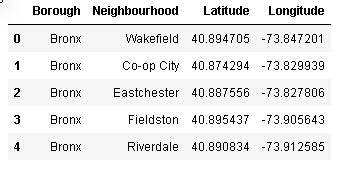 Borough Neighbourhood Latitude Longitude
0 Bronx Wakefield 40.894705 -73.847201
1 Bronx Co-op City 40.874294 -73.829939
2 Bronx Eastchester 40.887556 -73.827806
3 Bronx Fieldston 40.895437 -73.905643
4 Bronx Riverdale 40.890834 -73.912585